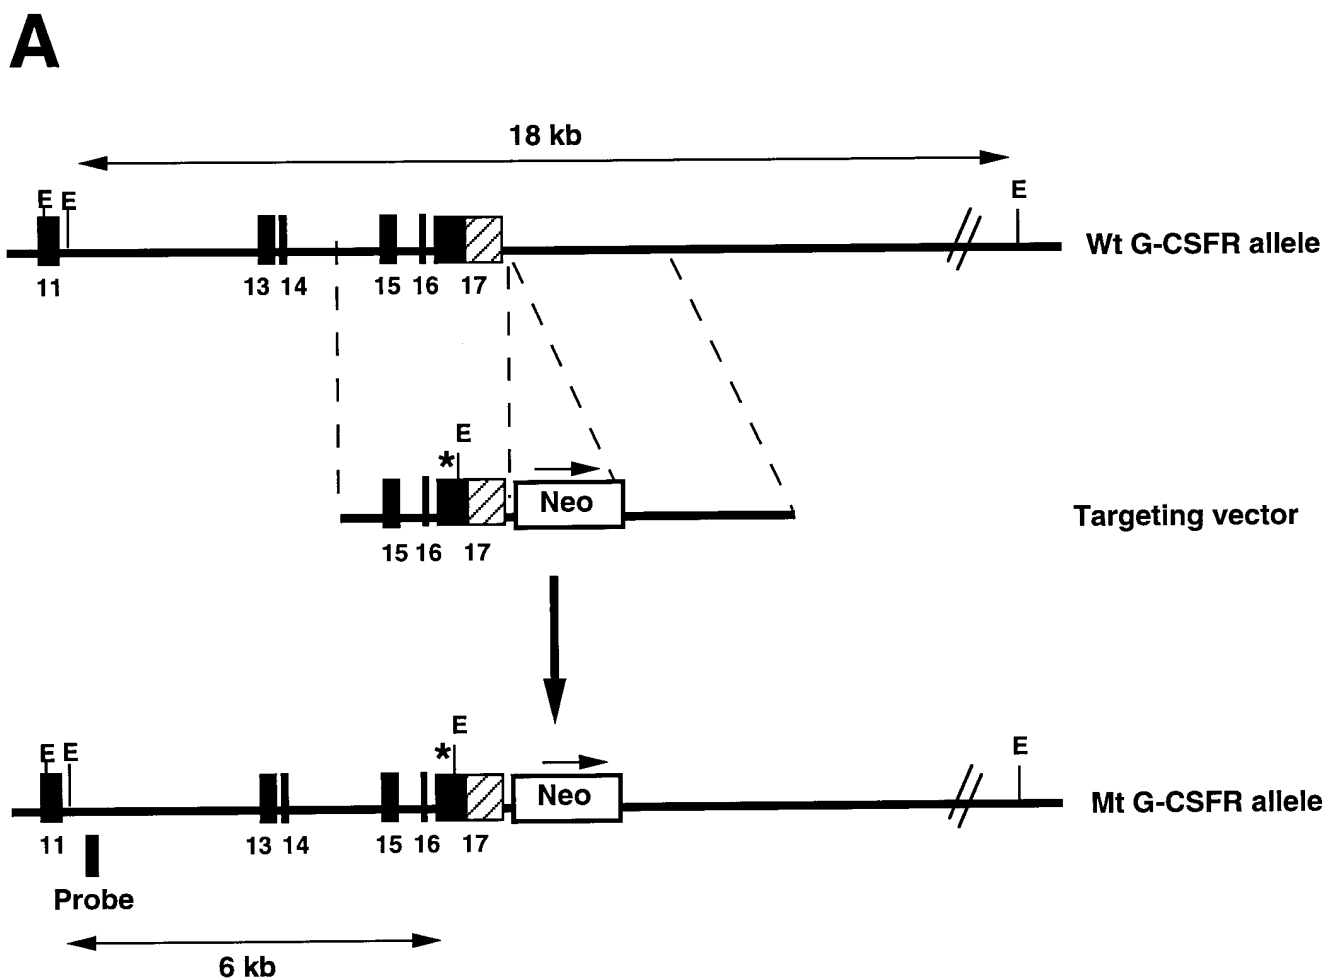 A
18 kb
E E
E
Wt G-CSFR allele
11 13 14 15 16 17
E
*
Neo
Targeting vector
15 16 17
E
*
E E
E
Neo
Mt G-CSFR allele
11 13 14 15 16 17
Probe
6 kb